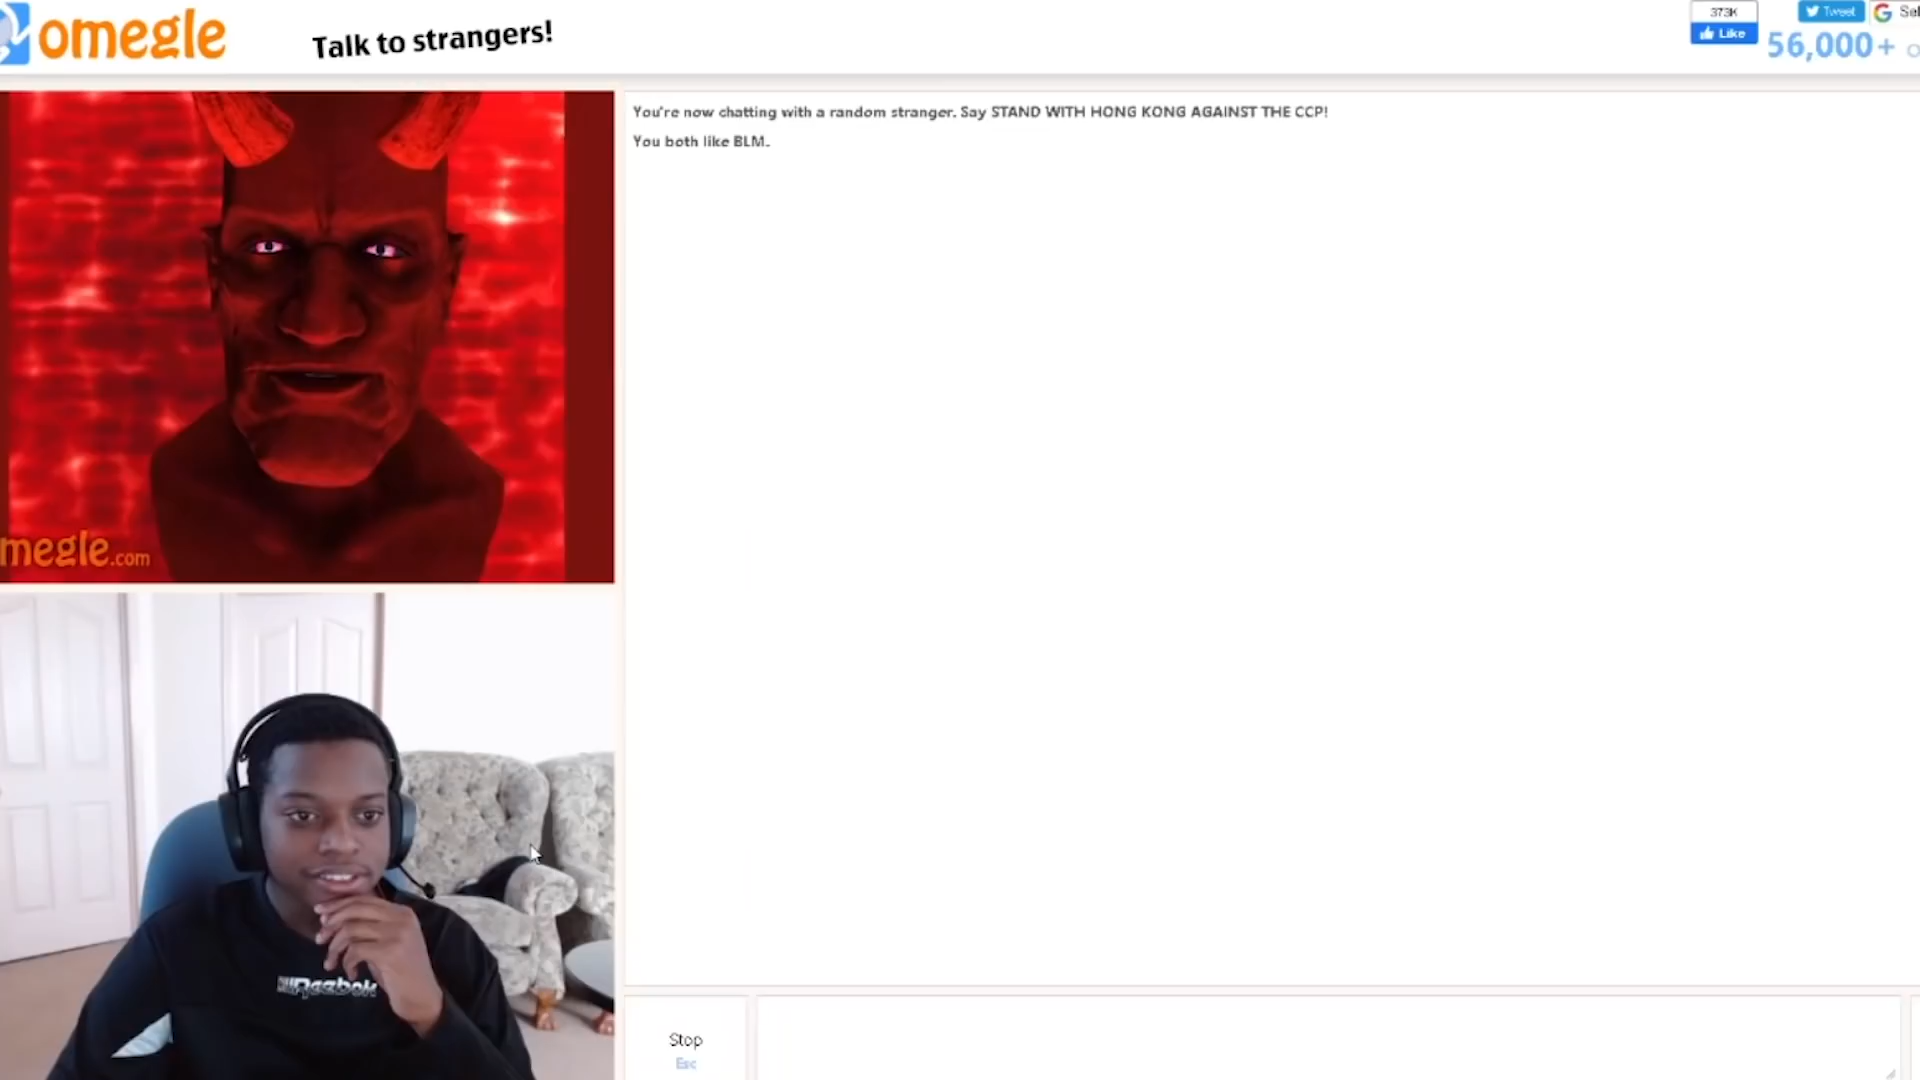 omegle
Talk to strangers!
373K
Like
Tweet
56,000+
You're now chatting with a random stranger. Say STAND WITH HONG KONG AGAINST THE CCP!
You both like BLM.
megle.com
Reebok
Stop
Esc